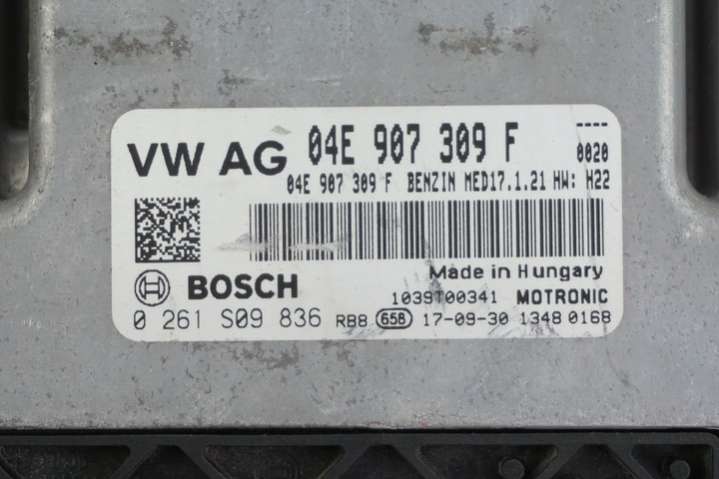 VW AG 04E 907 309 F ----
0020
04E 907 309 F BENZIN MED17.1.21 HW: H22
Made in Hungary
BOSCH 1039T00341 MOTRONIC
0 261 S09 836 RB8 658 17-09-30 1348 0168